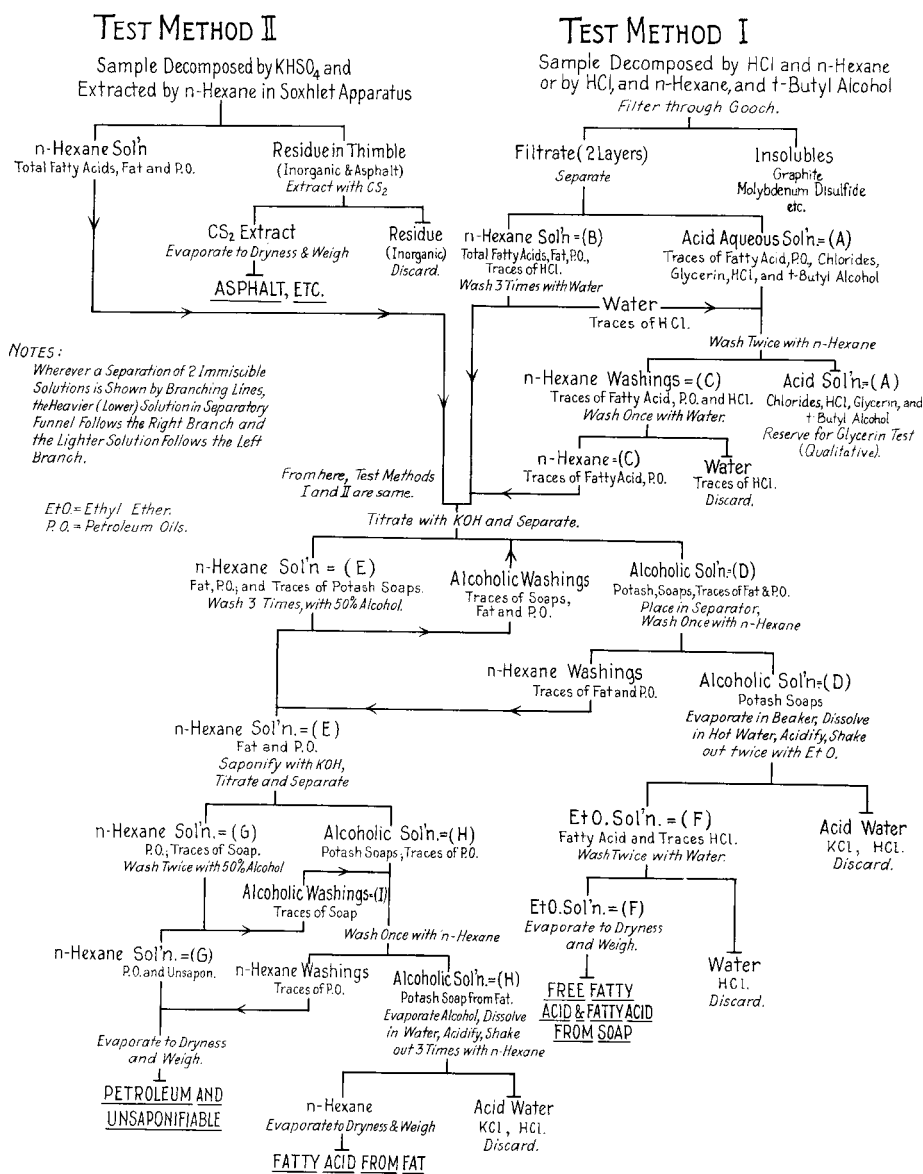 TEST METHOD II
Sample Decomposed by KHSO4 and
Extracted by n-Hexane in Soxhlet Apparatus
n-Hexane Sol'n
Total Fatty Acids, Fat and P.O.
Residue in Thimble
(Inorganic & Asphalt)
Extract with CS2
CS2 Extract
Evaporate to Dryness & Weigh
ASPHALT, ETC.
Residue
(Inorganic)
Discard.
TEST METHOD I
Sample Decomposed by HCl and n-Hexane
or by HCl, and n-Hexane, and t-Butyl Alcohol
Filter through Gooch.
Filtrate (2 Layers)
Separate
Insolubles
Graphite
Molybdenum Disulfide
etc.
n-Hexane Sol'n=(B)
Total Fatty Acids, Fat, P.O.,
Traces of HCl.
Wash 3 Times with Water
Acid Aqueous Sol'n.=(A)
Traces of Fatty Acid, P.O., Chlorides,
Glycerin, HCl, and t-Butyl Alcohol
Water
Traces of HCl.
Wash Twice with n-Hexane
n-Hexane Washings=(C)
Traces of Fatty Acid, P.O. and HCl.
Wash Once with Water.
Acid Sol'n.=(A)
Chlorides, HCl, Glycerin, and
t-Butyl Alcohol
Reserve for Glycerin Test
(Qualitative).
n-Hexane=(C)
Traces of Fatty Acid, P.O.
Water
Traces of HCl.
Discard.
NOTES:
Wherever a Separation of 2 Immiscible
Solutions is Shown by Branching Lines,
the Heavier (Lower) Solution in Separatory
Funnel Follows the Right Branch and
the Lighter Solution Follows the Left
Branch.
EtO.=Ethyl Ether.
P.O.=Petroleum Oils.
From here, Test Methods
I and II are same.
Titrate with KOH and Separate.
n-Hexane Sol'n = (E)
Fat, P.O.; and Traces of Potash Soaps.
Wash 3 Times, with 50% Alcohol.
Alcoholic Washings
Traces of Soaps,
Fat and P.O.
Alcoholic Sol'n.=(D)
Potash, Soaps, Traces of Fat & P.O.
Place in Separator,
Wash Once with n-Hexane
n-Hexane Washings
Traces of Fat and P.O.
Alcoholic Sol'n.=(D)
Potash Soaps
Evaporate in Beaker, Dissolve
in Hot Water, Acidify, Shake
out twice with EtO.
n-Hexane Sol'n.=(E)
Fat and P.O.
Saponify with KOH,
Titrate and Separate
EtO. Sol'n.=(F)
Fatty Acid and Traces HCl.
Wash Twice with Water.
Acid Water
KCl, HCl.
Discard.
n-Hexane Sol'n.=(G)
P.O.; Traces of Soap.
Wash Twice with 50% Alcohol
Alcoholic Sol'n.=(H)
Potash Soaps; Traces of P.O.
Alcoholic Washings=(I)
Traces of Soap
Wash Once with n-Hexane
EtO. Sol'n.=(F)
Evaporate to Dryness
and Weigh.
FREE FATTY
ACID & FATTY ACID
FROM SOAP
Water
HCl.
Discard.
n-Hexane Sol'n.=(G)
P.O. and Unsapon.
n-Hexane Washings
Traces of P.O.
Alcoholic Sol'n.=(H)
Potash Soap from Fat.
Evaporate Alcohol, Dissolve
in Water, Acidify, Shake
out 3 Times with n-Hexane
Evaporate to Dryness
and Weigh.
PETROLEUM AND
UNSAPONIFIABLE
n-Hexane
Evaporate to Dryness & Weigh
FATTY ACID FROM FAT
Acid Water
KCl, HCl.
Discard.